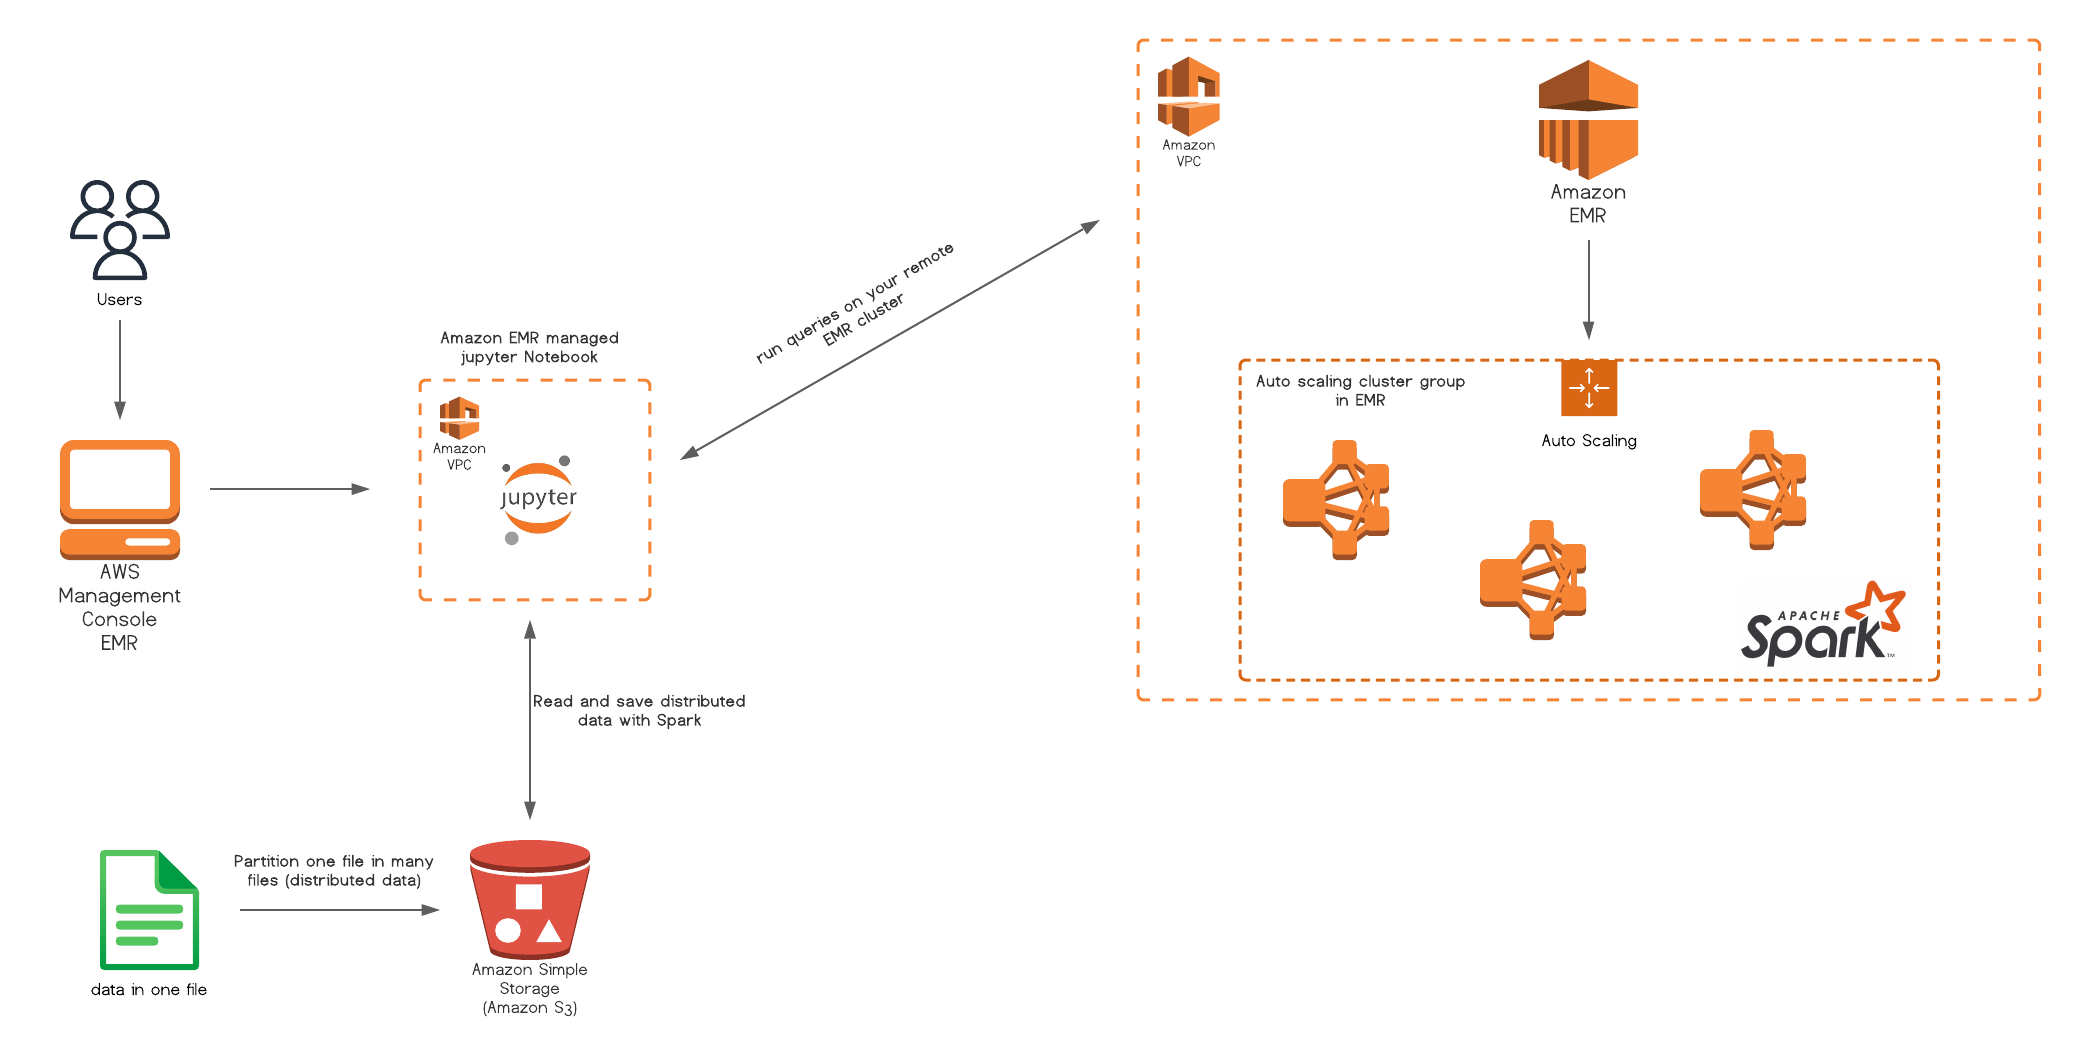 Users
AWS
Management
Console
EMR
Amazon EMR managed
jupyter Notebook
Amazon
VPC
jupyter
run queries on your remote
EMR cluster
Read and save distributed
data with Spark
data in one file
Partition one file in many
files (distributed data)
Amazon Simple
Storage
(Amazon S3)
Amazon
VPC
Amazon
EMR
Auto scaling cluster group
in EMR
Auto Scaling
APACHE
Spark™